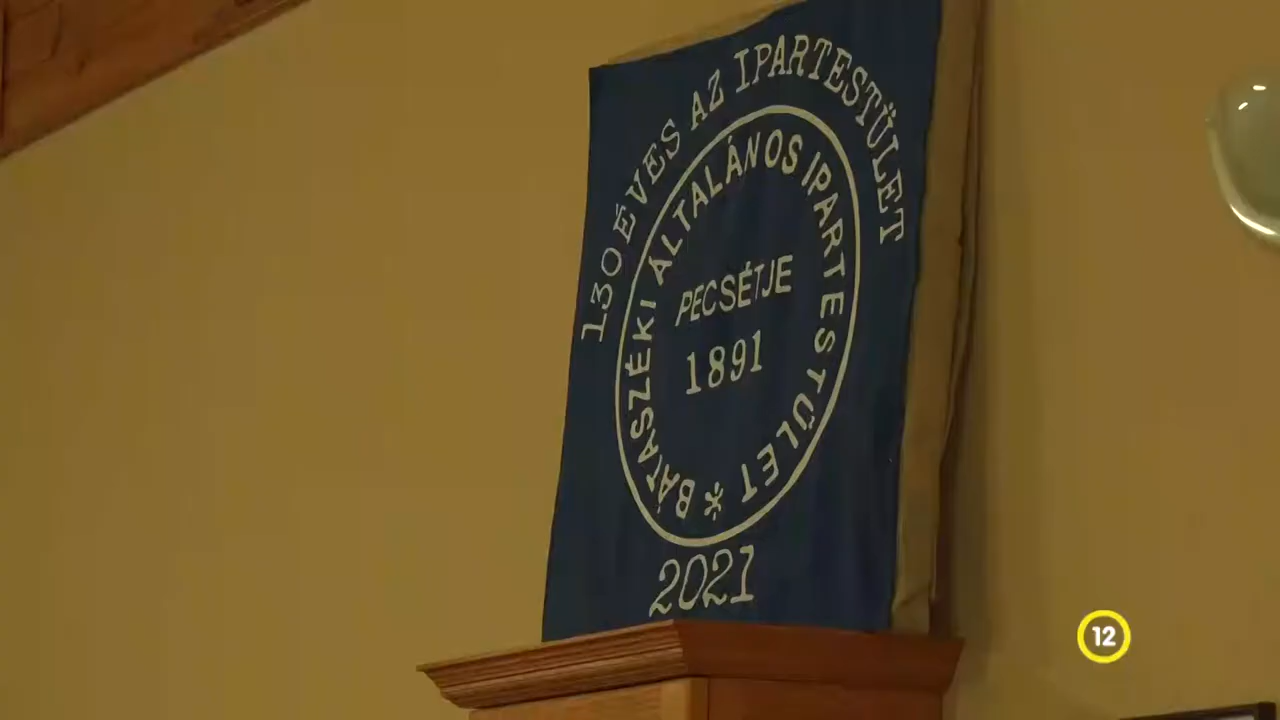 130 ÉVES AZ IPARTESTÜLET
BÁTASZÉKI ÁLTALÁNOS IPARTESTÜLET *
PECSÉTJE
1891
2021
12